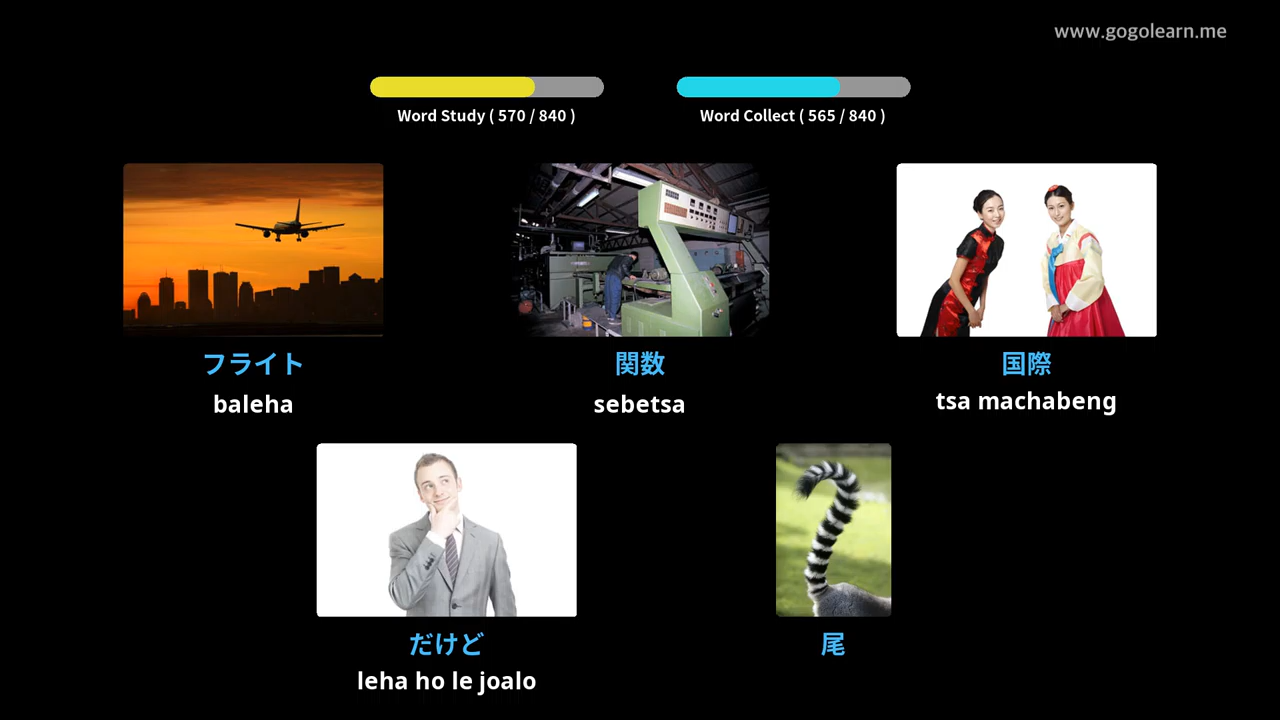 www.gogolearn.me
Word Study ( 570 / 840 )
Word Collect ( 565 / 840 )
フライト
baleha
関数
sebetsa
国際
tsa machabeng
だけど
leha ho le joalo
尾